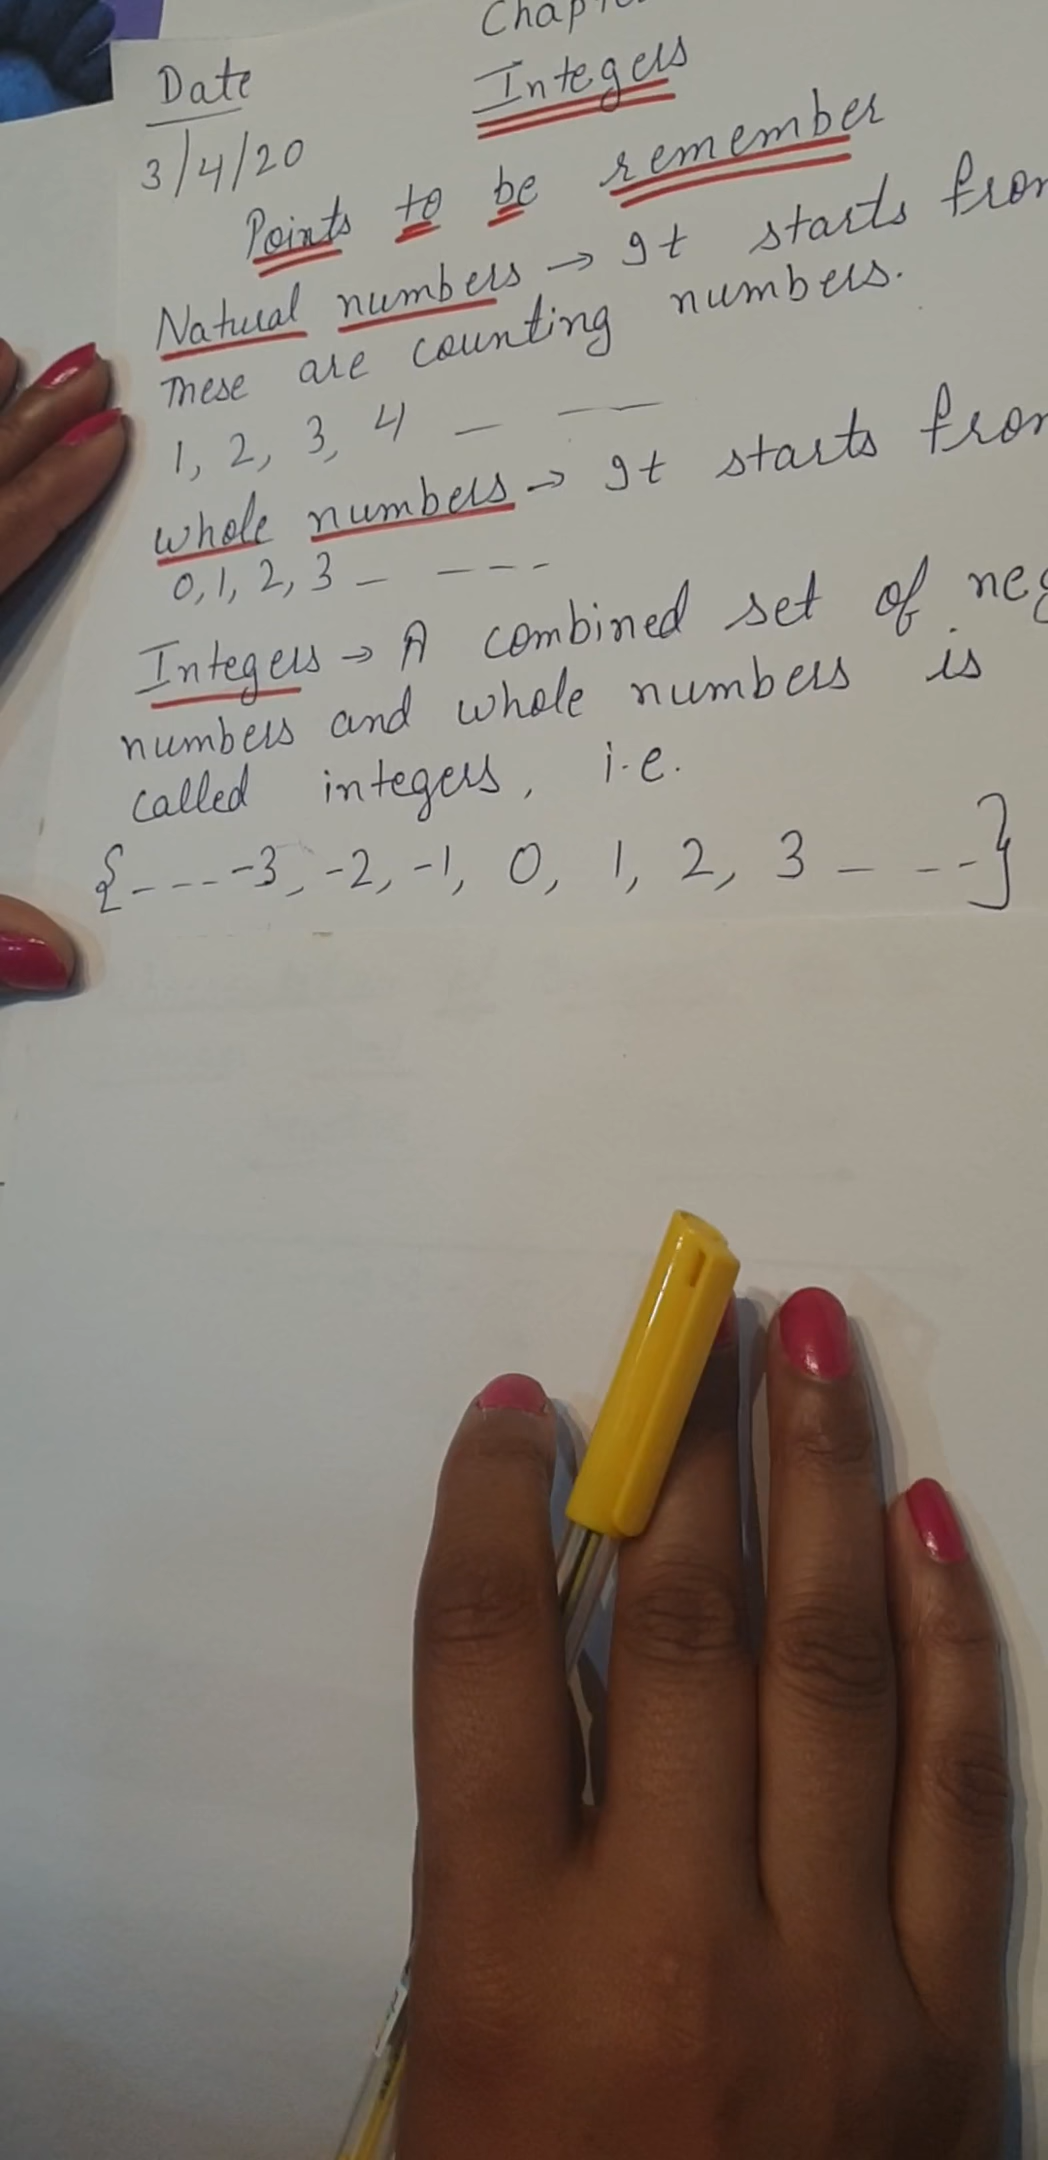 Chap
Date
Integers
3/4/20
Points to be remember
Natural numbers → It starts from
These are counting numbers.
1, 2, 3, 4 — ——
Whole numbers → It starts from
0, 1, 2, 3 — - - - -
Integers → A combined set of neg
numbers and whole numbers is
called integers, i.e.
{- - - - -3, -2, -1, 0, 1, 2, 3 - - - -}